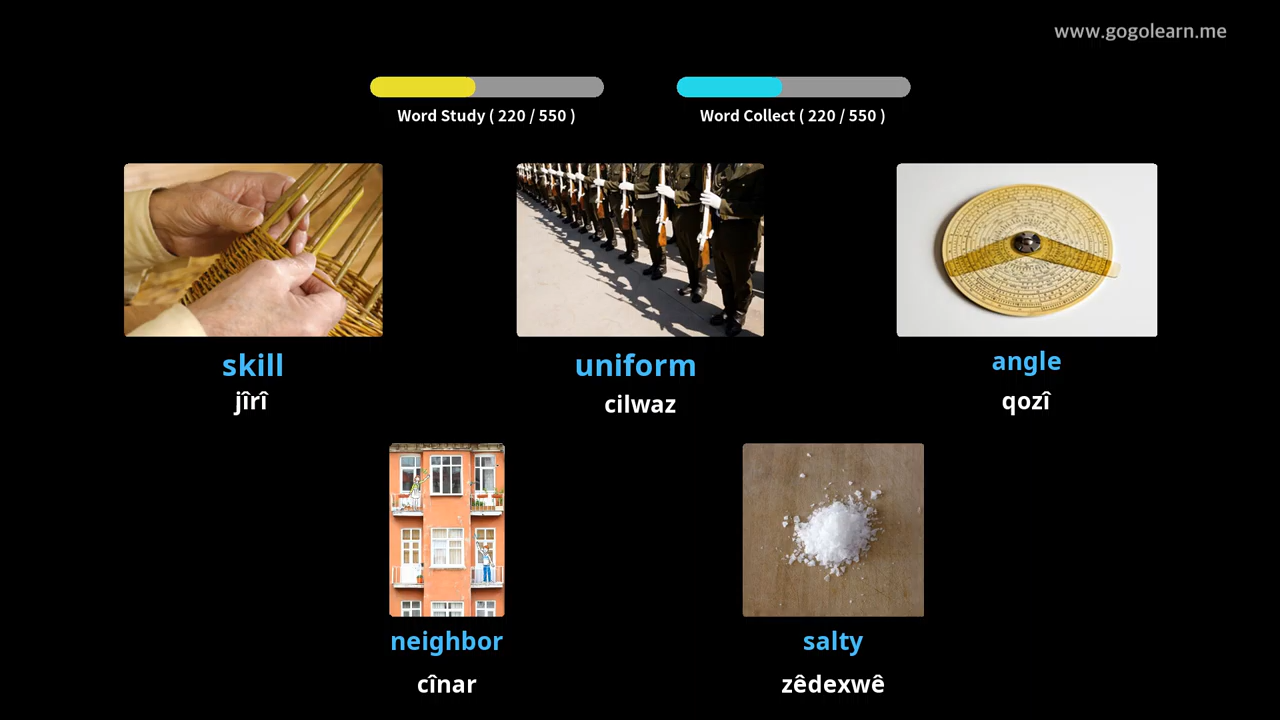 www.gogolearn.me
Word Study ( 220 / 550 )
Word Collect ( 220 / 550 )
skill
uniform
angle
jîrî
cilwaz
qozî
neighbor
salty
cînar
zêdexwê